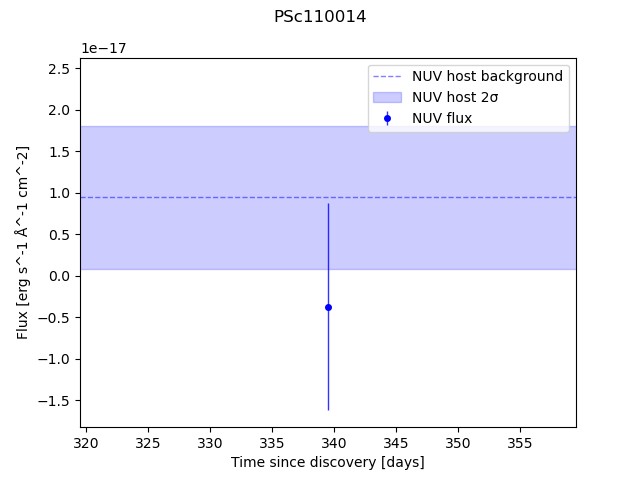 PSc110014
1e−17
NUV host background
NUV host 2σ
NUV flux
2.5
2.0
1.5
1.0
0.5
0.0
−0.5
−1.0
−1.5
Flux [erg s^-1 Å^-1 cm^-2]
320 325 330 335 340 345 350 355
Time since discovery [days]